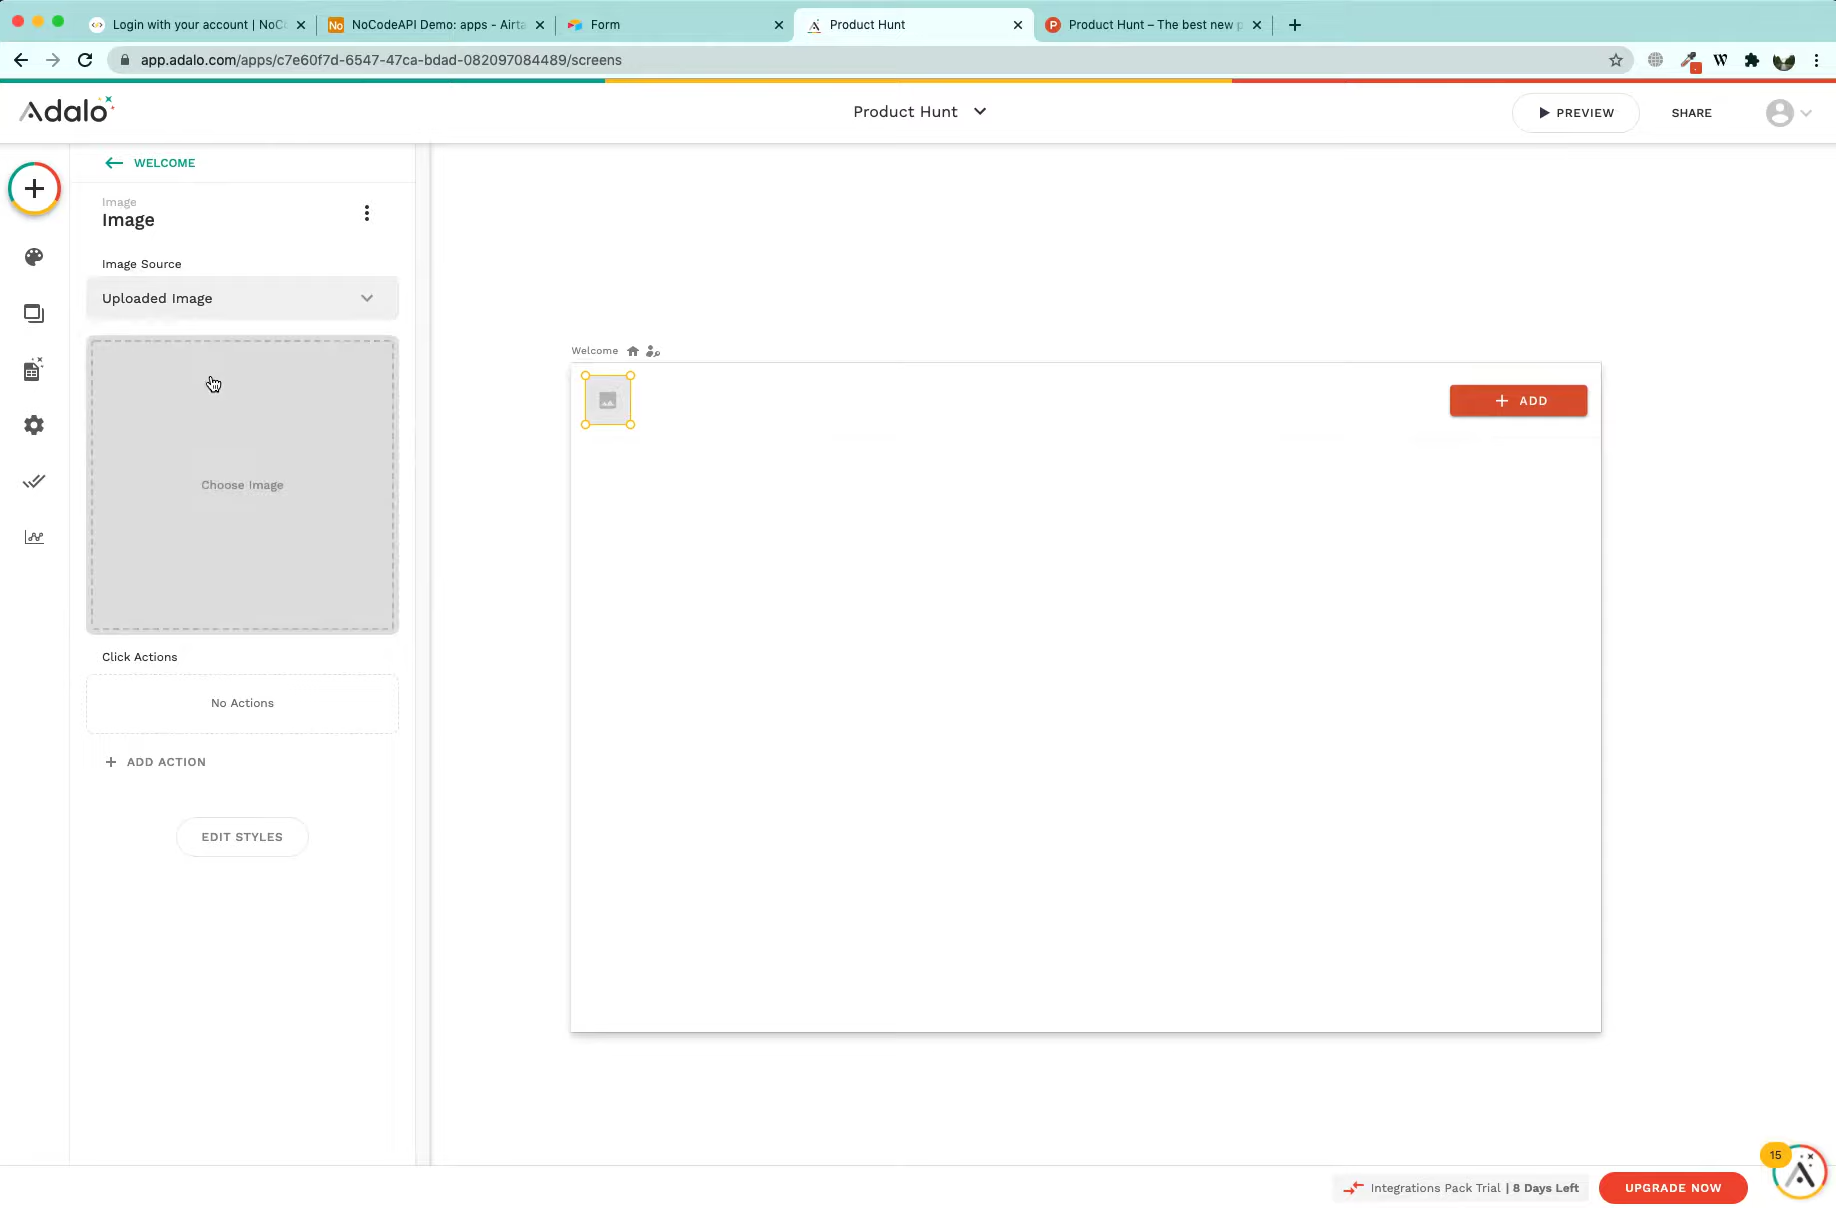 Login with your account | NoC
No NoCodeAPI Demo: apps - Airta
Form
Product Hunt
P Product Hunt – The best new p
app.adalo.com/apps/c7e60f7d-6547-47ca-bdad-082097084489/screens
W
Adalo
Product Hunt
PREVIEW
SHARE
WELCOME
Image
Image
Image Source
Uploaded Image
Choose Image
Click Actions
No Actions
+ ADD ACTION
EDIT STYLES
Welcome
+ ADD
15
Integrations Pack Trial | 8 Days Left
UPGRADE NOW